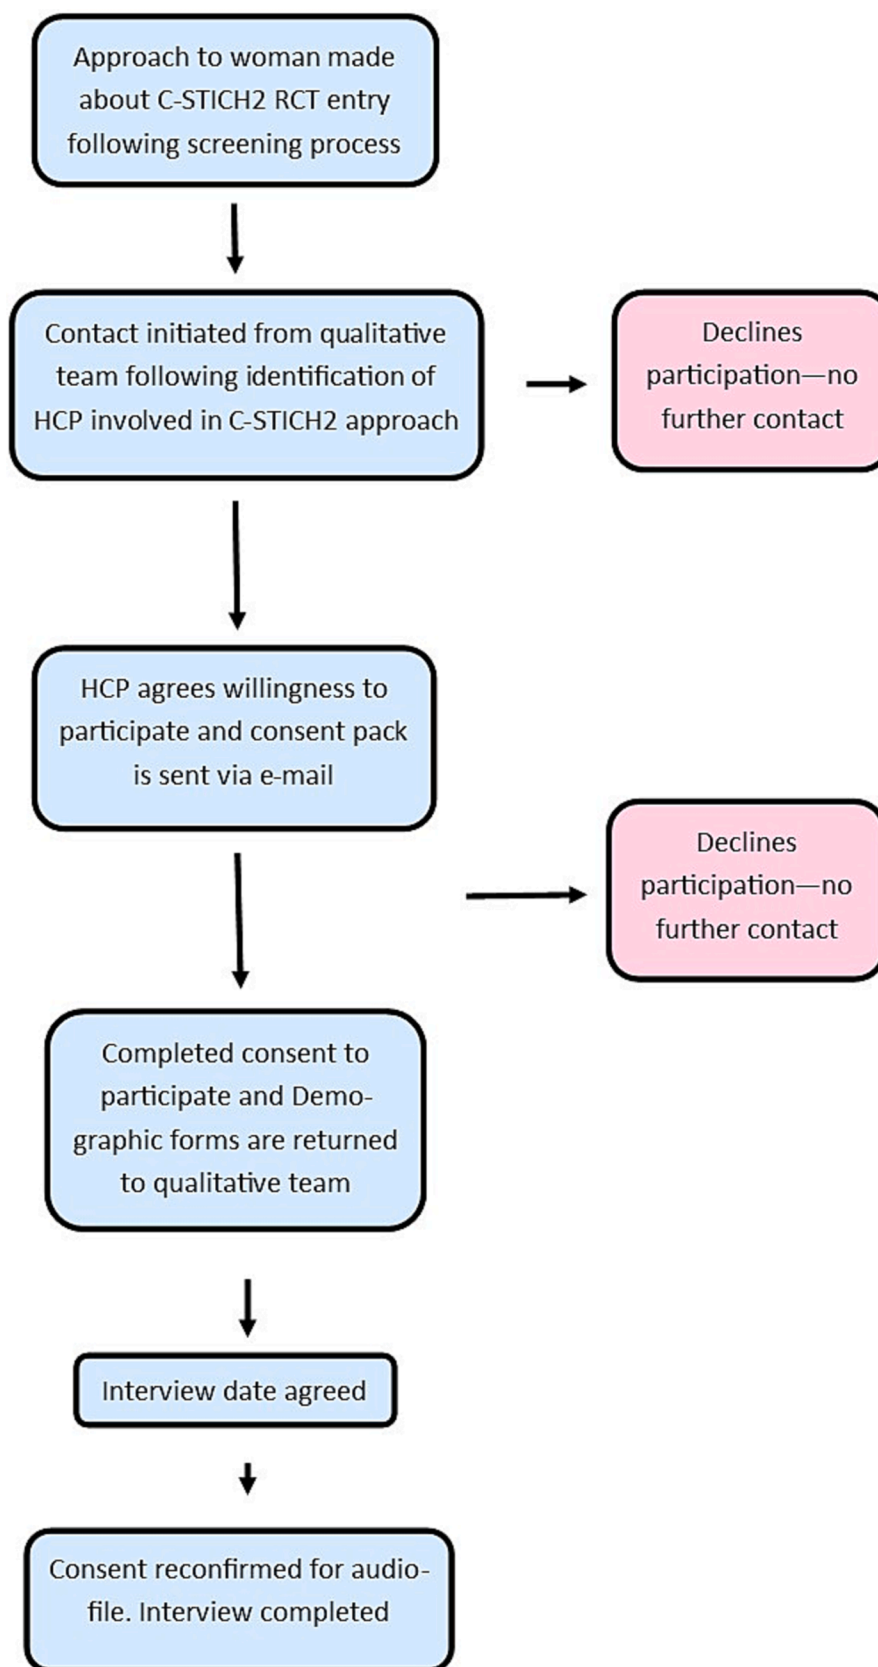 Approach to woman made
about C-STICH2 RCT entry
following screening process
Contact initiated from qualitative
team following identification of
HCP involved in C-STICH2 approach
Declines
participation—no
further contact
HCP agrees willingness to
participate and consent pack
is sent via e-mail
Declines
participation—no
further contact
Completed consent to
participate and Demo-
graphic forms are returned
to qualitative team
Interview date agreed
Consent reconfirmed for audio-
file. Interview completed